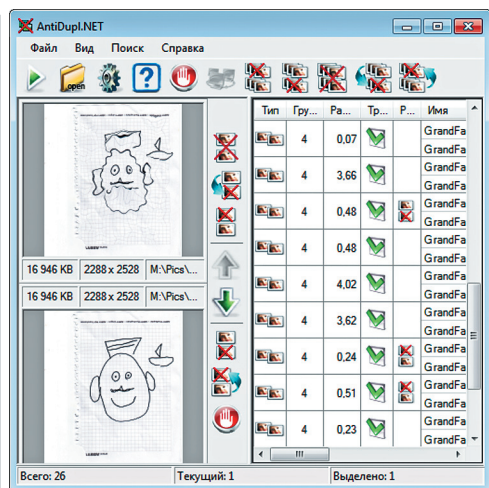 AntiDupl.NET
Файл Вид Поиск Справка
open
Тип Гру... Ра... Тр... Р... Имя
4 0,07 GrandFa
GrandFa
4 3,66 GrandFa
GrandFa
4 0,48 GrandFa
GrandFa
4 0,48 GrandFa
GrandFa
4 4,02 GrandFa
GrandFa
4 3,62 GrandFa
GrandFa
4 0,24 GrandFa
GrandFa
4 0,51 GrandFa
GrandFa
4 0,23 GrandFa
GrandFa
16 946 KB 2288 x 2528 M:\Pics\...
16 946 KB 2288 x 2528 M:\Pics\...
Всего: 26 Текущий: 1 Выделено: 1